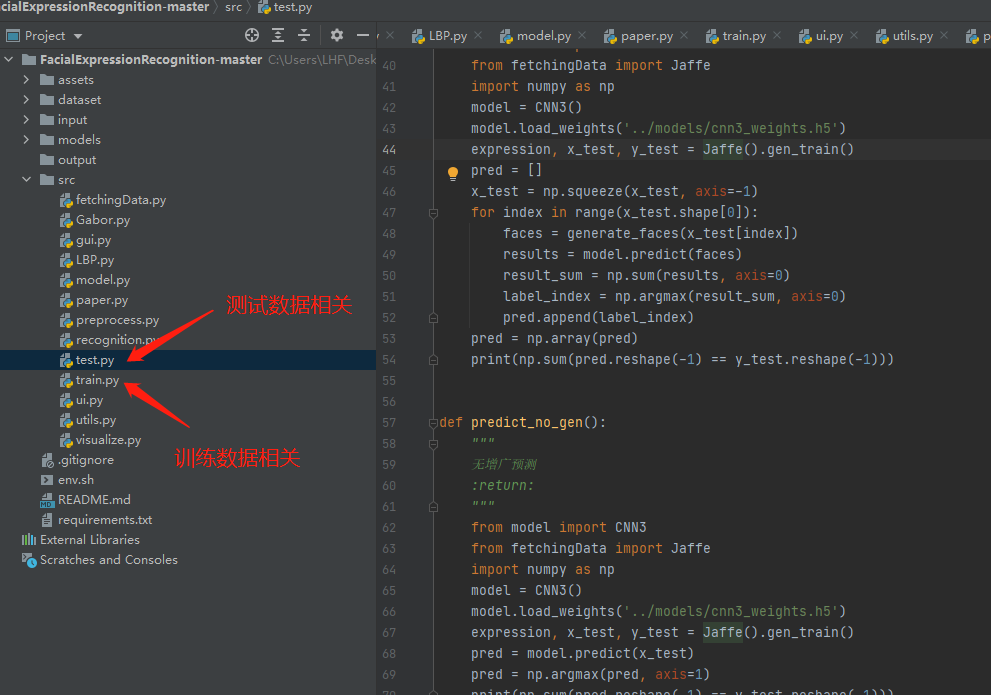 cialExpressionRecognition-master src test.py
Project
LBP.py model.py paper.py train.py ui.py utils.py p
FacialExpressionRecognition-master C:\Users\LHF\Desk
assets
dataset
input
models
output
src
fetchingData.py
Gabor.py
gui.py
LBP.py
model.py
paper.py
preprocess.py
recognition.py
test.py
train.py
ui.py
utils.py
visualize.py
.gitignore
env.sh
README.md
requirements.txt
External Libraries
Scratches and Consoles
测试数据相关
训练数据相关
40 from fetchingData import Jaffe
41 import numpy as np
42 model = CNN3()
43 model.load_weights('../models/cnn3_weights.h5')
44 expression, x_test, y_test = Jaffe().gen_train()
45 pred = []
46 x_test = np.squeeze(x_test, axis=-1)
47 for index in range(x_test.shape[0]):
48 faces = generate_faces(x_test[index])
49 results = model.predict(faces)
50 result_sum = np.sum(results, axis=0)
51 label_index = np.argmax(result_sum, axis=0)
52 pred.append(label_index)
53 pred = np.array(pred)
54 print(np.sum(pred.reshape(-1) == y_test.reshape(-1)))
55
56
57 def predict_no_gen():
58 """
59 无增广预测
60 :return:
61 """
62 from model import CNN3
63 from fetchingData import Jaffe
64 import numpy as np
65 model = CNN3()
66 model.load_weights('../models/cnn3_weights.h5')
67 expression, x_test, y_test = Jaffe().gen_train()
68 pred = model.predict(x_test)
69 pred = np.argmax(pred, axis=1)
70 print(np.sum(pred.reshape(-1) == y_test.reshape(-1)))